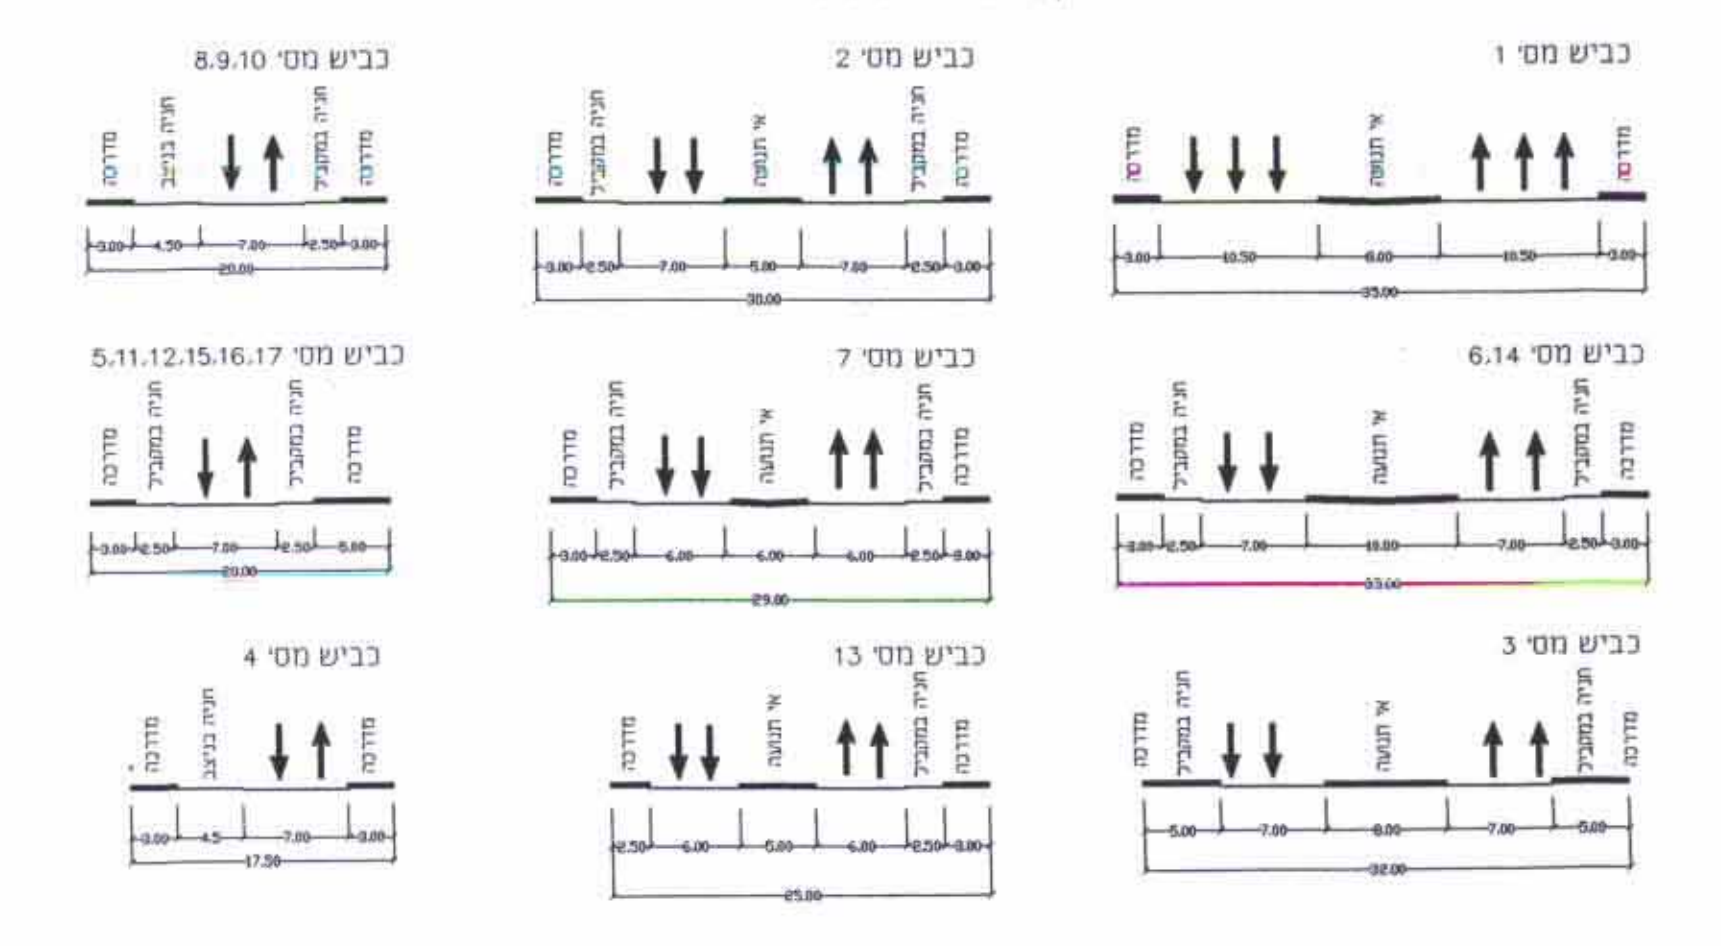 כביש מס' 1
מדרכה
אי תנועה
מדרכה
3.00 10.50 6.00 10.50 3.00
33.00
כביש מס' 2
מדרכה
חניה במקביל
אי תנועה
חניה במקביל
מדרכה
3.00 2.50 7.00 5.00 7.00 2.50 3.00
30.00
כביש מס' 8,9,10
מדרכה
חניה בניצב
חניה במקביל
מדרכה
3.00 4.50 7.00 2.50 3.00
20.00
כביש מס' 6,14
מדרכה
חניה במקביל
אי תנועה
חניה במקביל
מדרכה
3.00 2.50 7.00 10.00 7.00 2.50 3.00
כביש מס' 7
מדרכה
חניה במקביל
אי תנועה
חניה במקביל
מדרכה
3.00 2.50 6.00 6.00 6.00 2.50 3.00
29.00
כביש מס' 5,11,12,15,16,17
מדרכה
חניה במקביל
חניה במקביל
מדרכה
3.00 2.50 7.00 2.50 5.00
20.00
כביש מס' 3
מדרכה
חניה במקביל
אי תנועה
חניה במקביל
מדרכה
5.00 7.00 8.00 7.00 5.00
32.00
כביש מס' 13
מדרכה
אי תנועה
חניה במקביל
מדרכה
2.50 6.00 5.00 6.00 2.50 3.00
25.00
כביש מס' 4
מדרכה
חניה בניצב
מדרכה
3.00 4.5 7.00 3.00
17.50